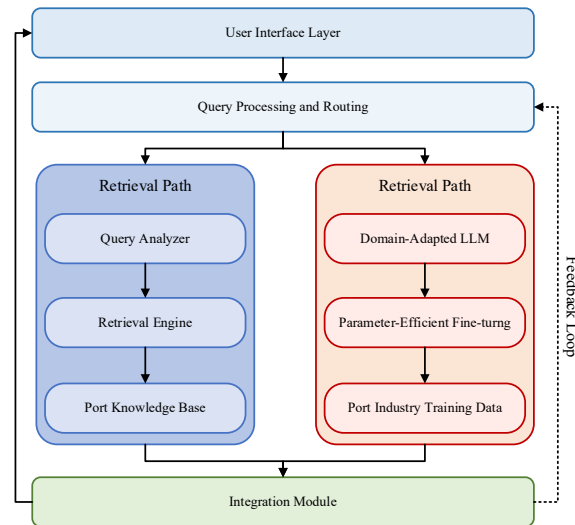 User Interface Layer
Query Processing and Routing
Retrieval Path
Query Analyzer
Retrieval Engine
Port Knowledge Base
Retrieval Path
Domain-Adapted LLM
Parameter-Efficient Fine-turng
Port Industry Training Data
Feedback Loop
Integration Module